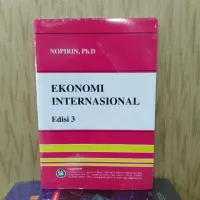 NOPIRIN, Ph.D
EKONOMI
INTERNASIONAL
Edisi 3